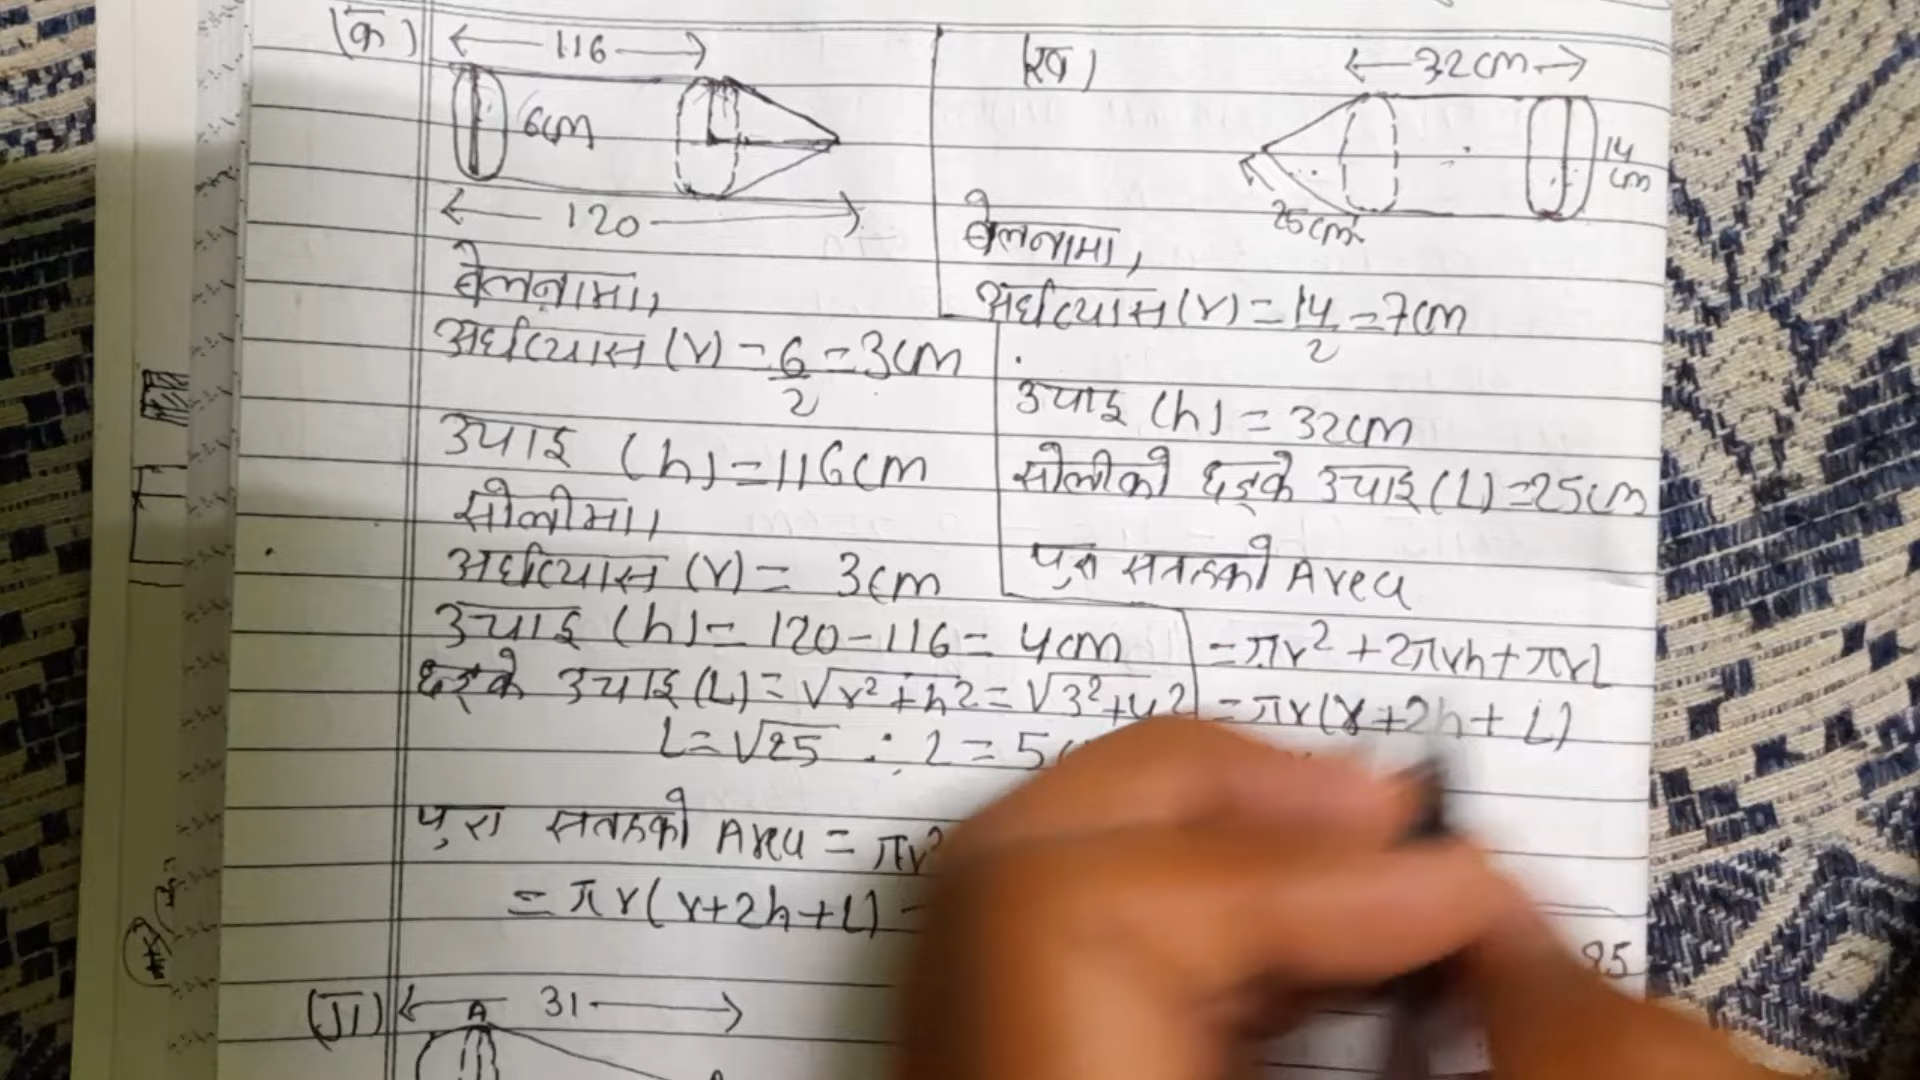 (क)
← 116 →
6cm
← 120 →
बेलनामा,
अर्धव्यास (r) = 6/2 = 3cm
उचाइ (h) = 116cm
सोलीमा,
अर्धव्यास (r) = 3cm
उचाइ (h) = 120-116 = 4cm
छड्के उचाइ (L) = √r²+h² = √3²+4²
L = √25 ∴ L = 5
पुरा सतहको Area = πr²
= πr(r+2h+L)
(ख)
← 32cm →
14 cm
25cm
बेलनामा,
अर्धव्यास (r) = 14/2 = 7cm
उचाइ (h) = 32cm
सोलीको छड्के उचाइ (L) = 25cm
पुरा सतहको Area
= πr²+2πrh+πrl
= πr(r+2h+L)
85
(ग)
← 31 →
A